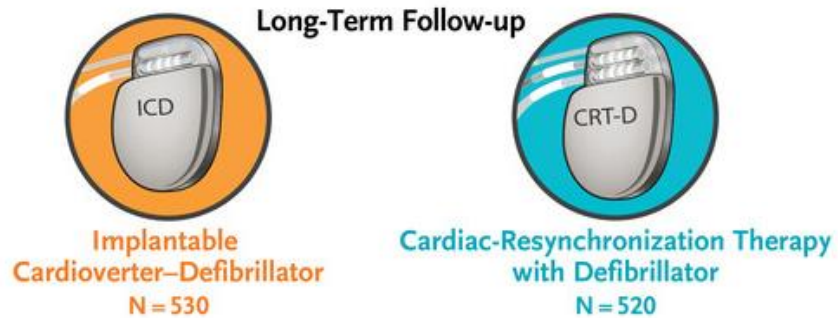 Long-Term Follow-up
ICD
CRT-D
Implantable
Cardioverter–Defibrillator
N = 530
Cardiac-Resynchronization Therapy
with Defibrillator
N = 520